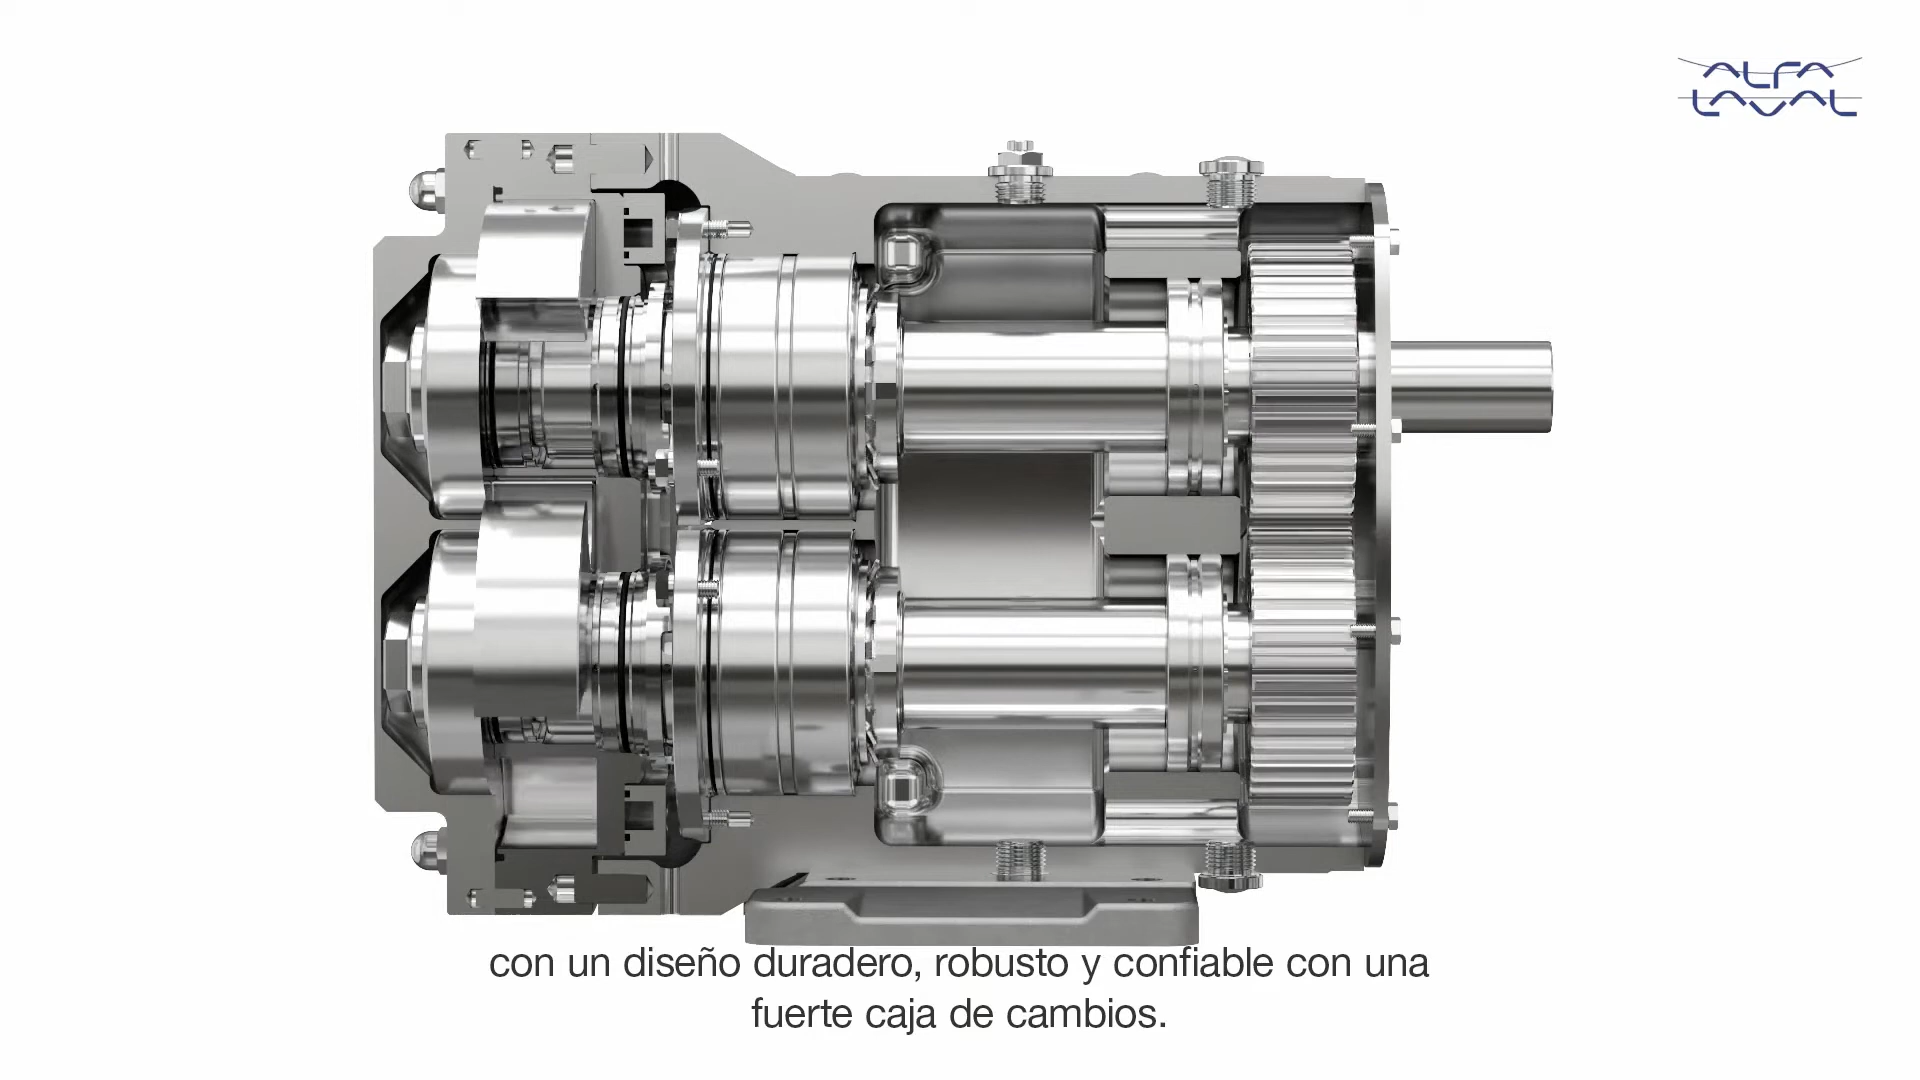 ALFA
LAVAL
con un diseño duradero, robusto y confiable con una
fuerte caja de cambios.